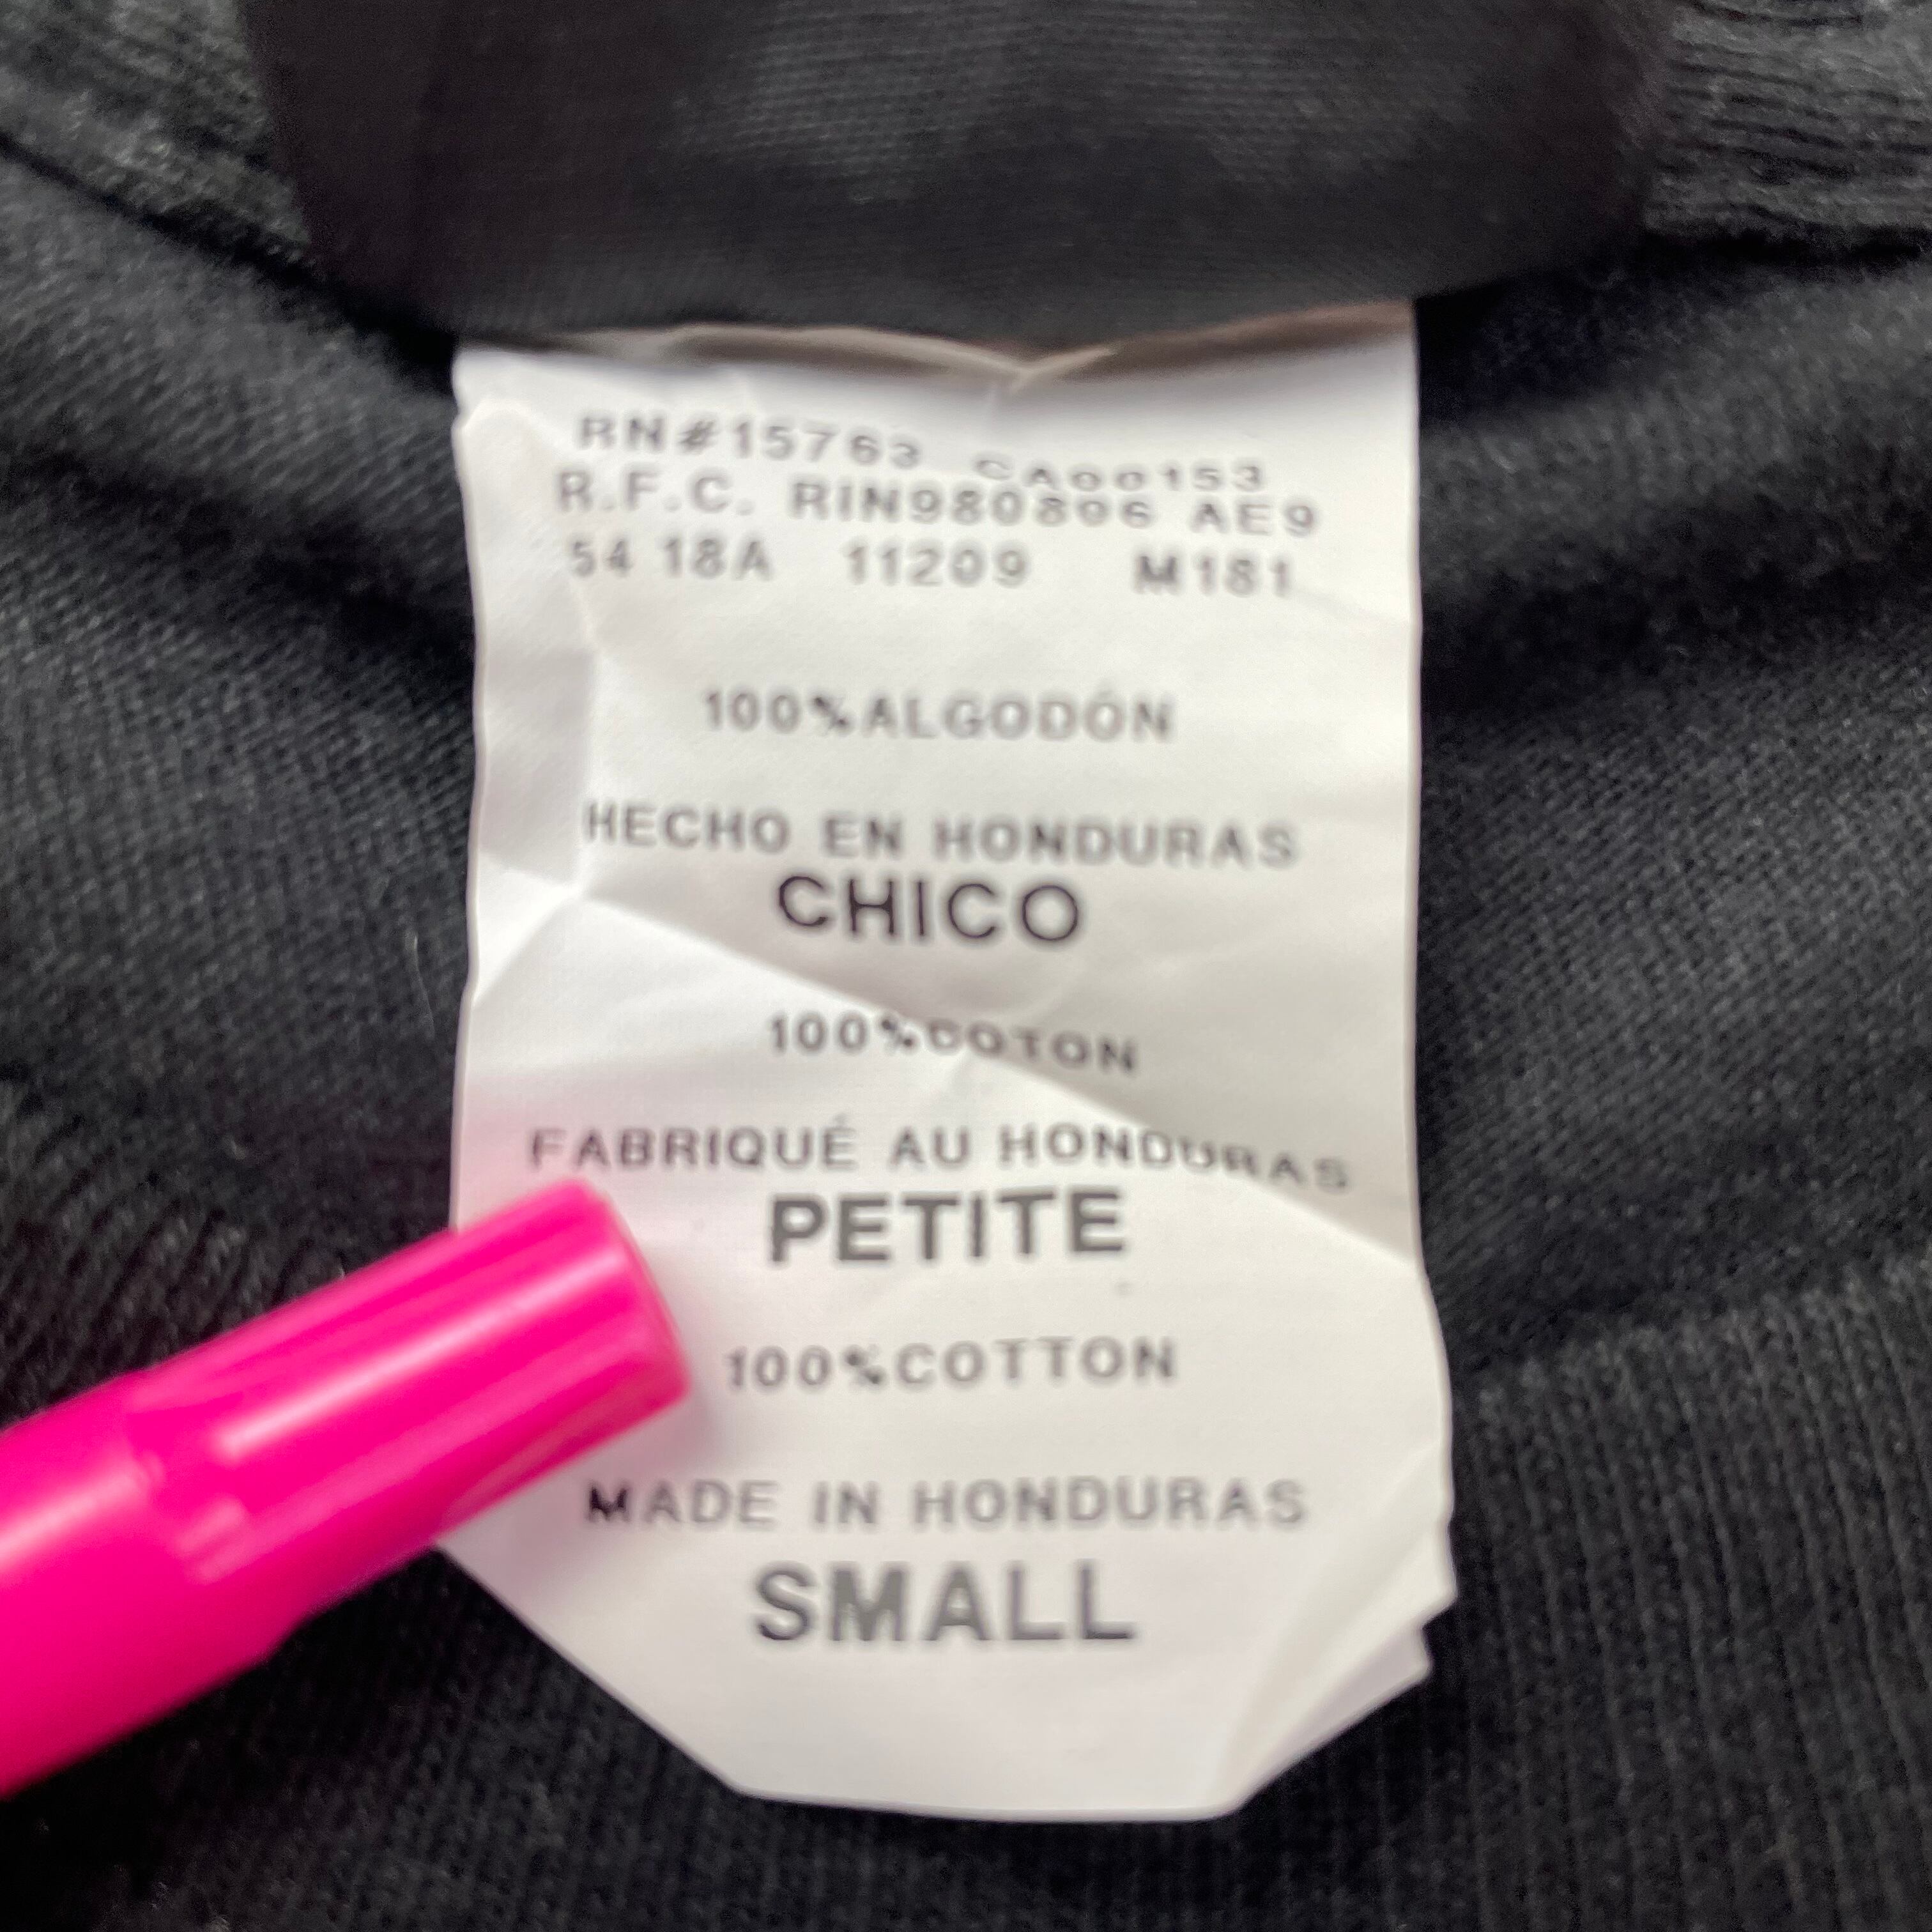 RN#15763 CA00153
R.F.C. RIN980806 AE9
54 18A 11209 M181
100%ALGODÓN
HECHO EN HONDURAS
CHICO
100%COTON
FABRIQUÉ AU HONDURAS
PETITE
100%COTTON
MADE IN HONDURAS
SMALL